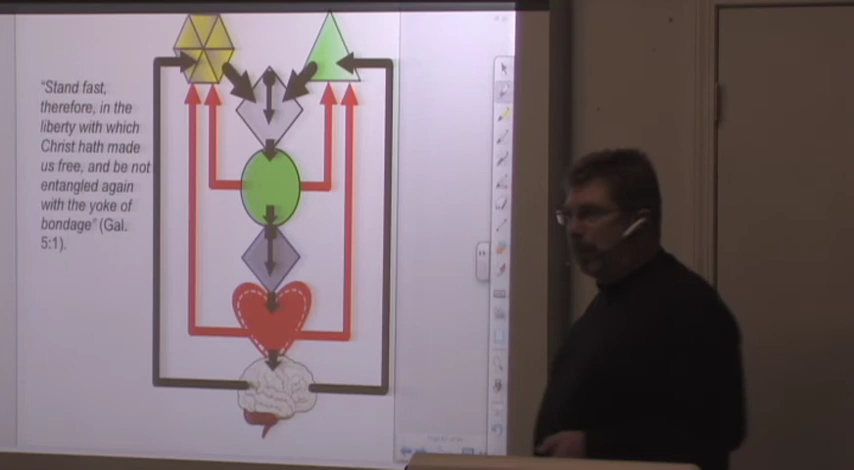 “Stand fast,
therefore, in the
liberty with which
Christ hath made
us free, and be not
entangled again
with the yoke of
bondage” (Gal.
5:1).